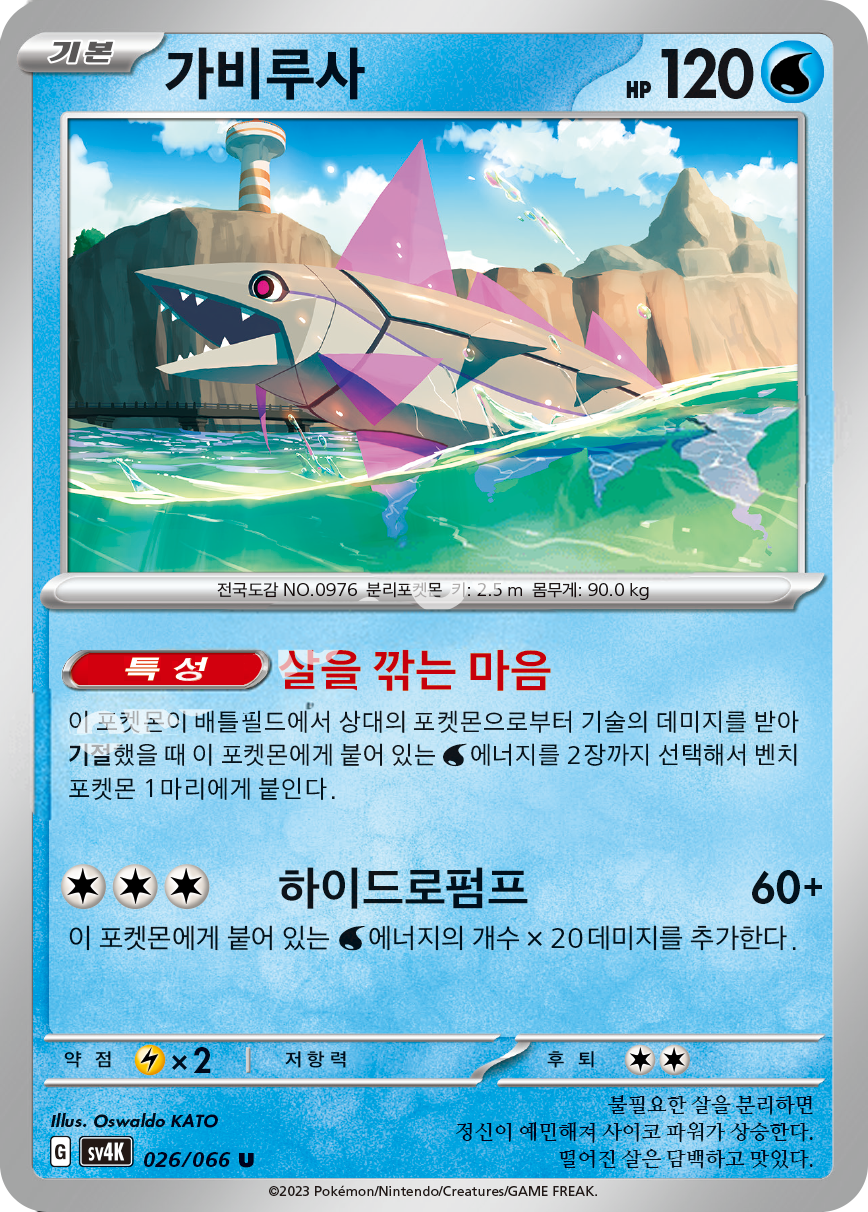 기본 가비루사 HP 120
전국도감 NO.0976 분리포켓몬 키: 2.5 m 몸무게: 90.0 kg
특성 살을 깎는 마음
이 포켓몬이 배틀필드에서 상대의 포켓몬으로부터 기술의 데미지를 받아
기절했을 때 이 포켓몬에게 붙어 있는 에너지를 2장까지 선택해서 벤치
포켓몬 1마리에게 붙인다.
하이드로펌프 60+
이 포켓몬에게 붙어 있는 에너지의 개수 × 20데미지를 추가한다.
약점 ×2 저항력 후퇴
Illus. Oswaldo KATO
G sv4K 026/066 U
불필요한 살을 분리하면
정신이 예민해져 사이코 파워가 상승한다.
떨어진 살은 담백하고 맛있다.
©2023 Pokémon/Nintendo/Creatures/GAME FREAK.